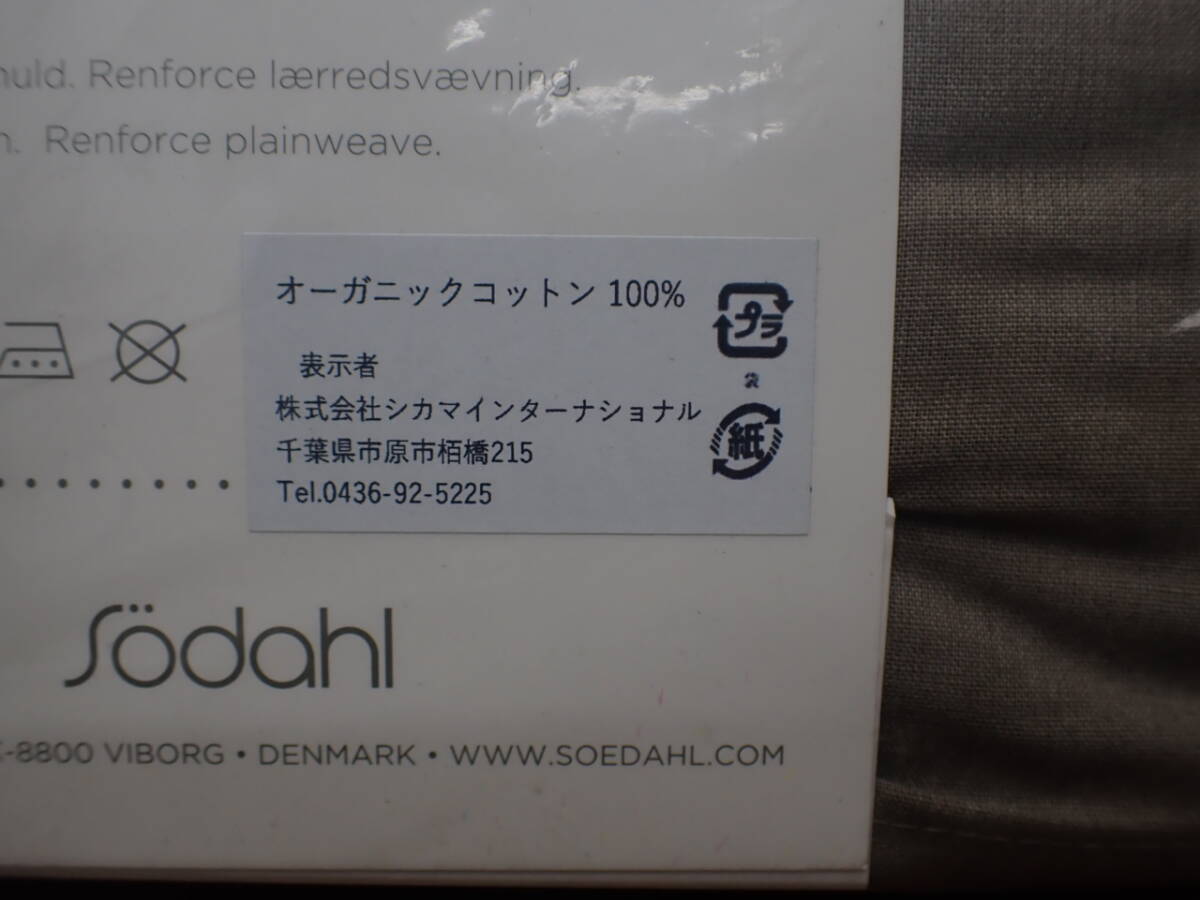 uld. Renforce lærredsvævning.
Renforce plainweave.
オーガニックコットン 100%
プラ
表示者
紙
株式会社シカマインターナショナル
千葉県市原市栢橋215
Tel.0436-92-5225
Södahl
-8800 VIBORG • DENMARK • WWW.SOEDAHL.COM